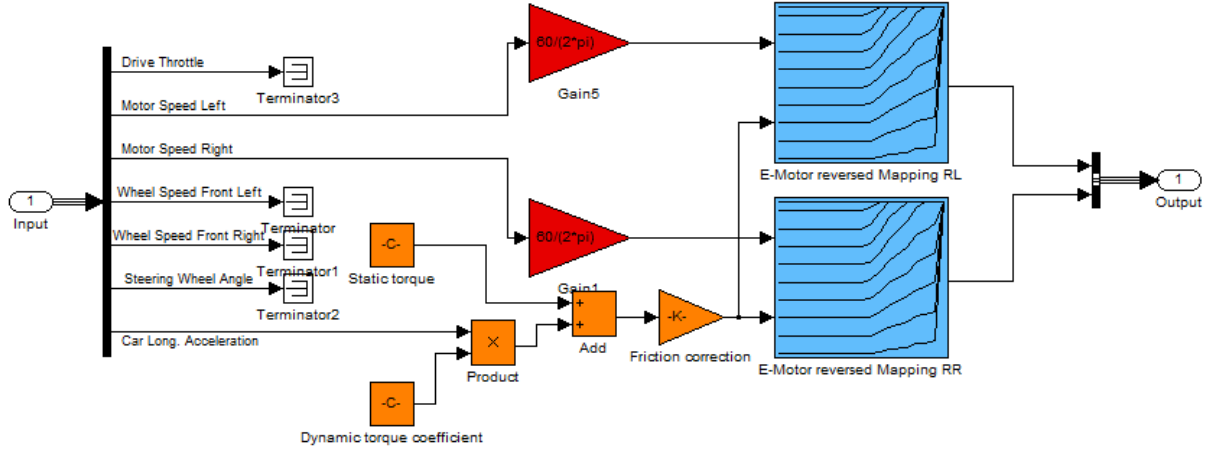 Drive Throttle
Terminator3
Motor Speed Left
60/(2*pi)
Gain5
Motor Speed Right
E-Motor reversed Mapping RL
1
Input
Wheel Speed Front Left
Terminator
Wheel Speed Front Right
Terminator1
Steering Wheel Angle
Terminator2
-C-
Static torque
60/(2*pi)
Gain1
1
Output
+
+
Add
-K-
Friction correction
E-Motor reversed Mapping RR
Car Long. Acceleration
×
Product
-C-
Dynamic torque coefficient